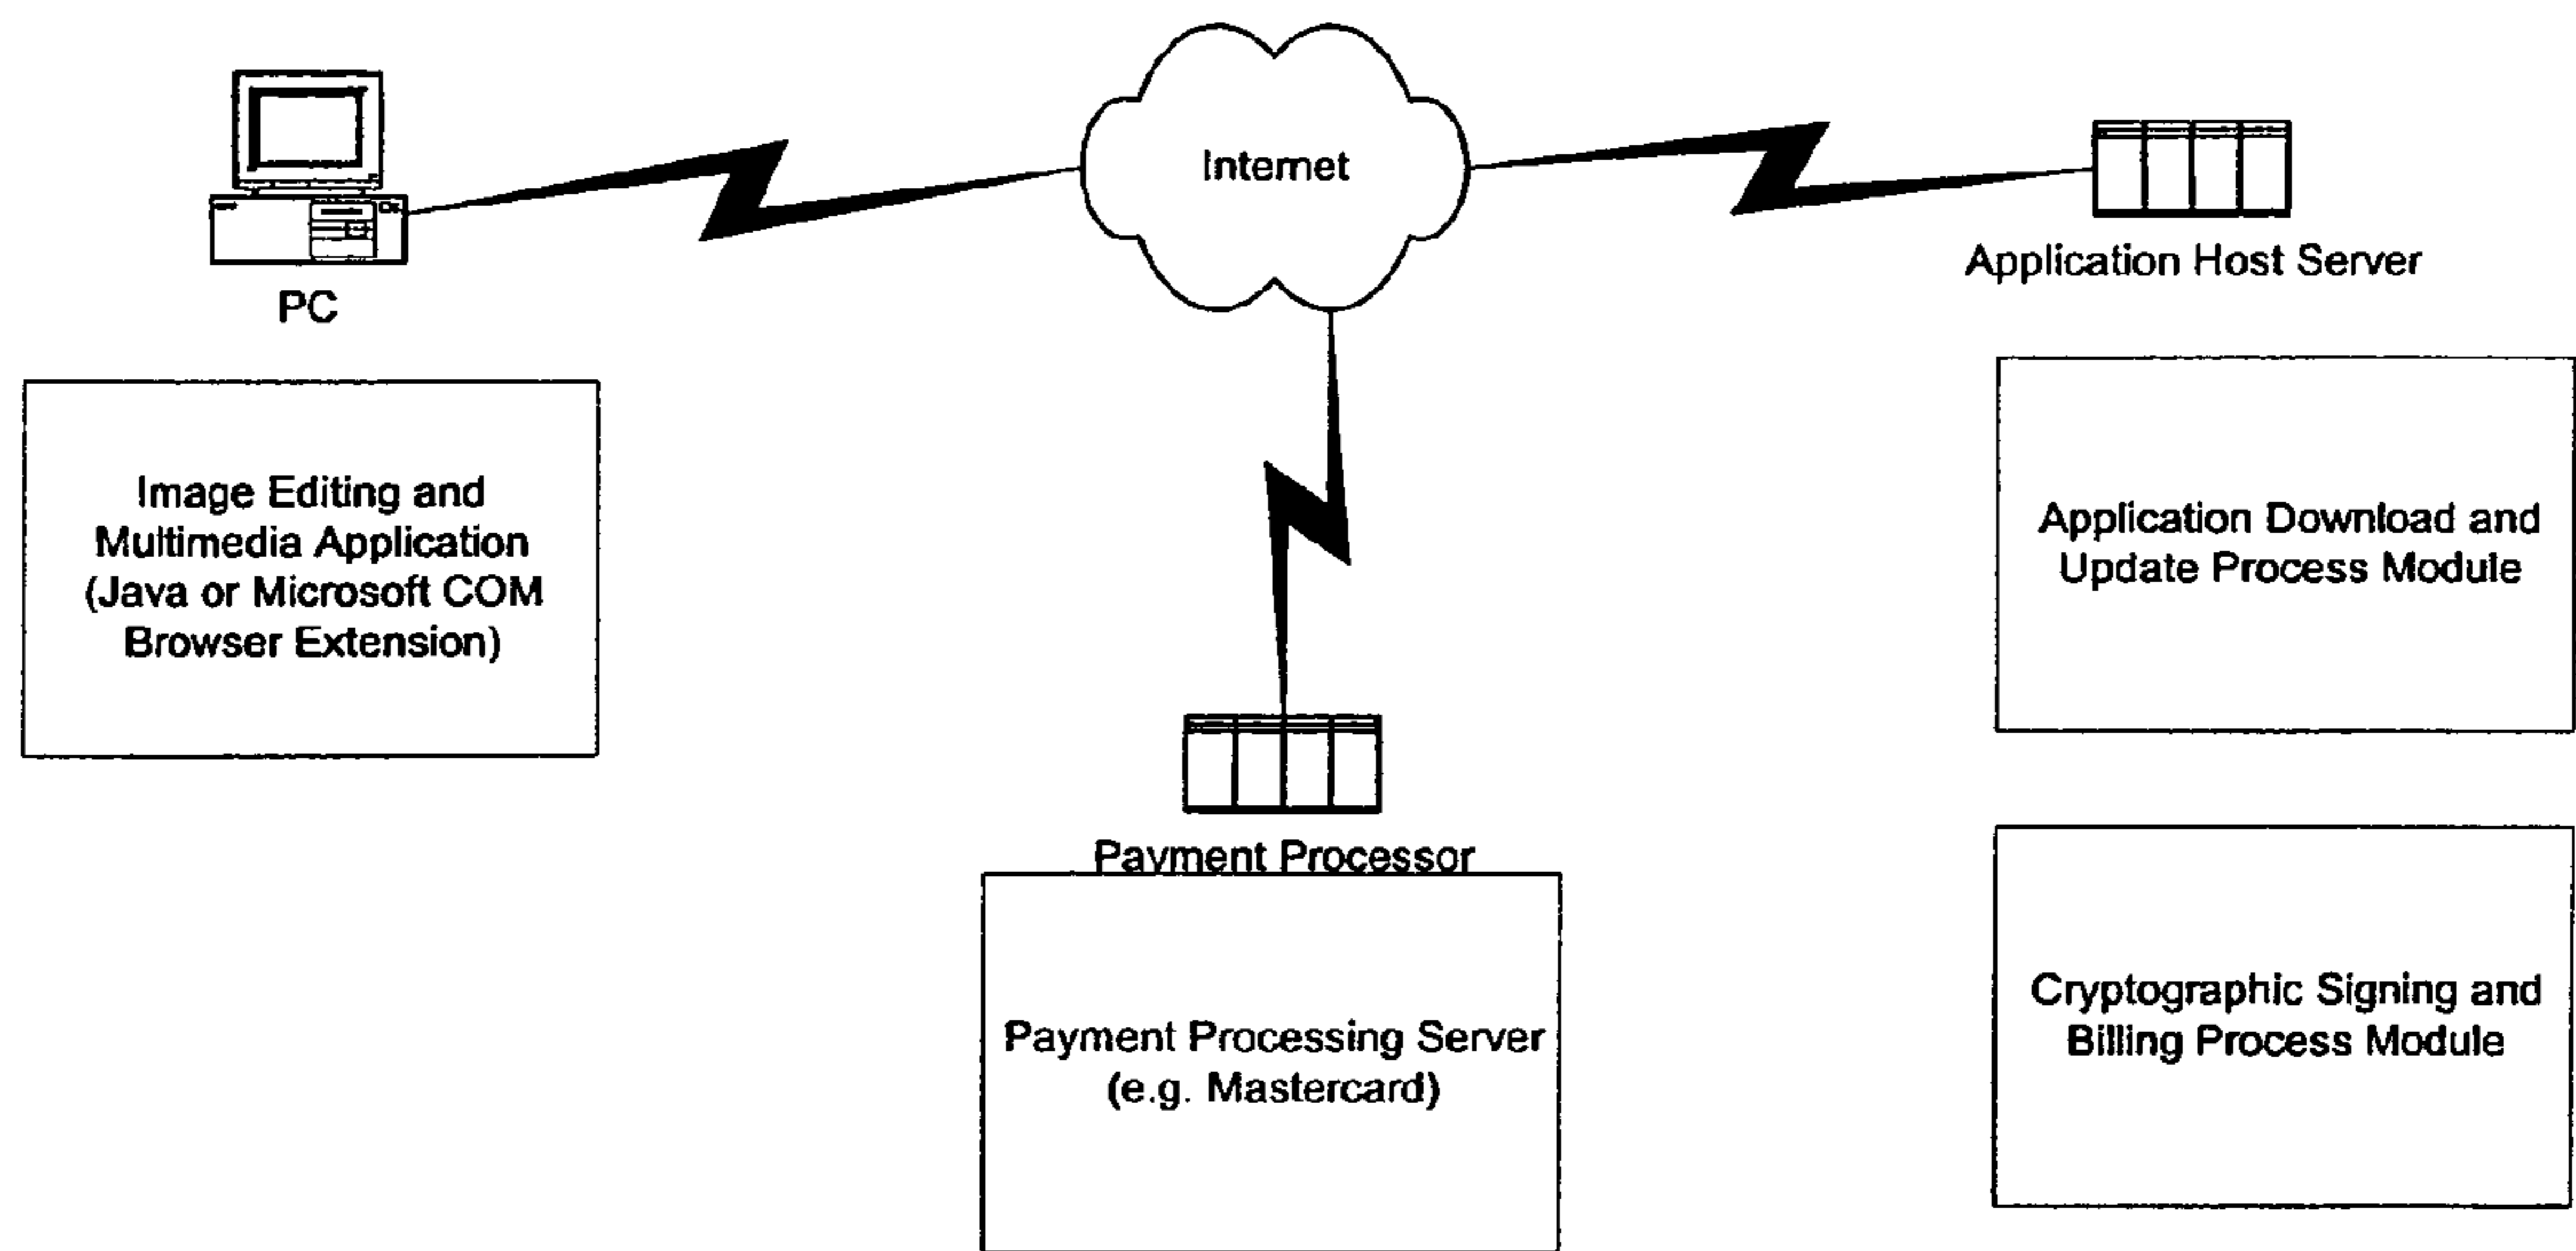 Internet
PC
Application Host Server
Image Editing and
Multimedia Application
(Java or Microsoft COM
Browser Extension)
Application Download and
Update Process Module
Payment Processor
Payment Processing Server
(e.g. Mastercard)
Cryptographic Signing and
Billing Process Module